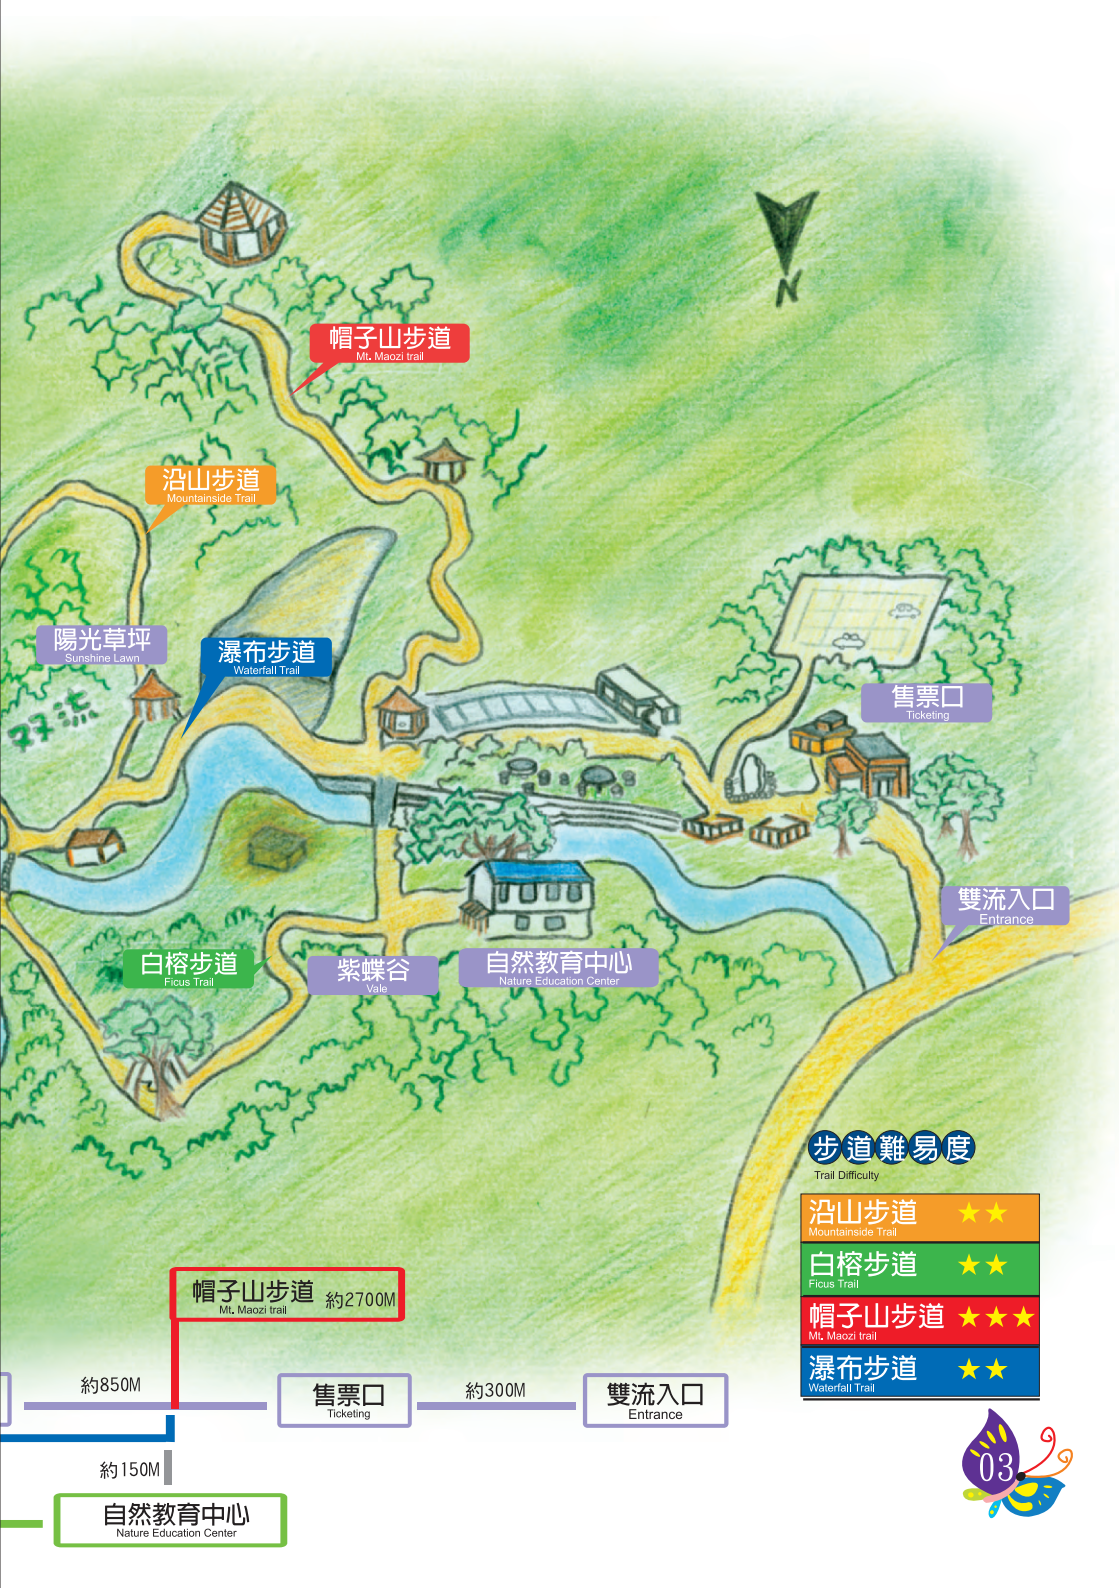 N
帽子山步道
Mt. Maozi trail
沿山步道
Mountainside Trail
陽光草坪
Sunshine Lawn
瀑布步道
Waterfall Trail
售票口
Ticketing
雙流入口
Entrance
白榕步道
Ficus Trail
紫蝶谷
Vale
自然教育中心
Nature Education Center
步道難易度
Trail Difficulty
沿山步道 ★★
Mountainside Trail
白榕步道 ★★
Ficus Trail
帽子山步道 ★★★
Mt. Maozi trail
瀑布步道 ★★
Waterfall Trail
帽子山步道 約2700M
Mt. Maozi trail
約850M
售票口
Ticketing
約300M
雙流入口
Entrance
約150M
自然教育中心
Nature Education Center
03